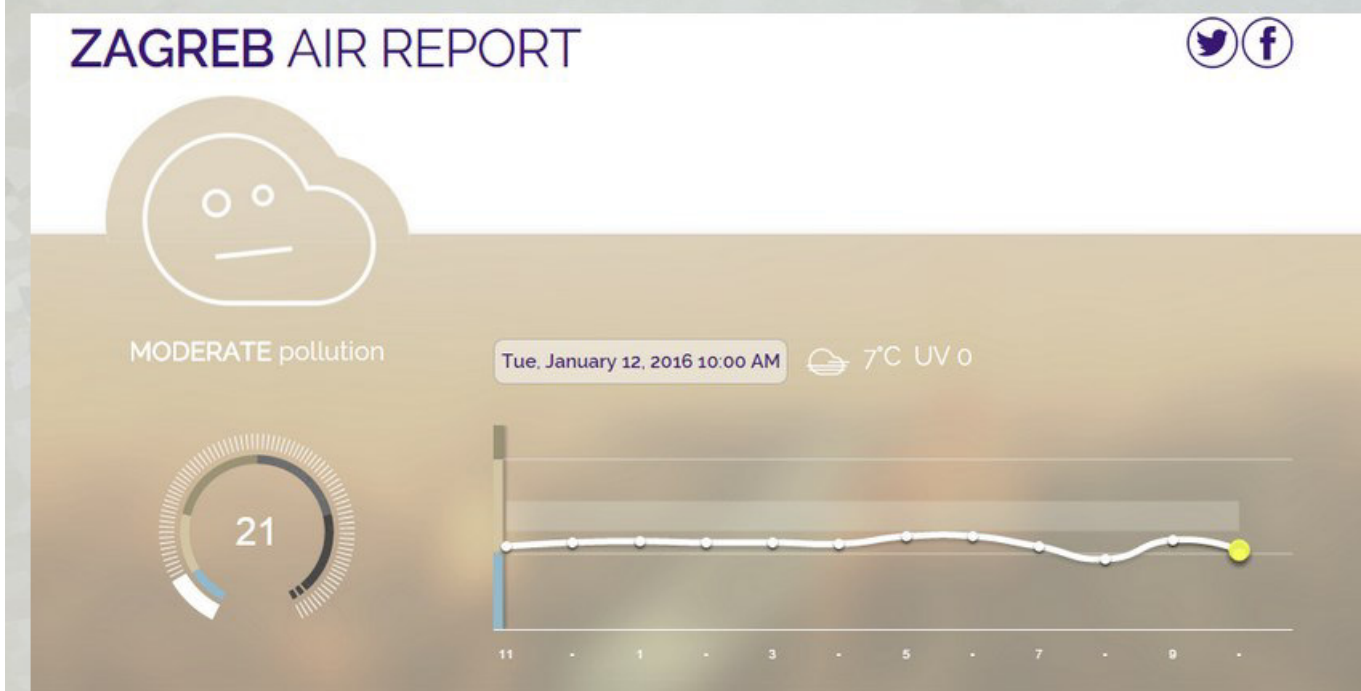 ZAGREB AIR REPORT
MODERATE pollution
Tue, January 12, 2016 10:00 AM
7°C UV 0
21
11 - 1 - 3 - 5 - 7 - 9 -